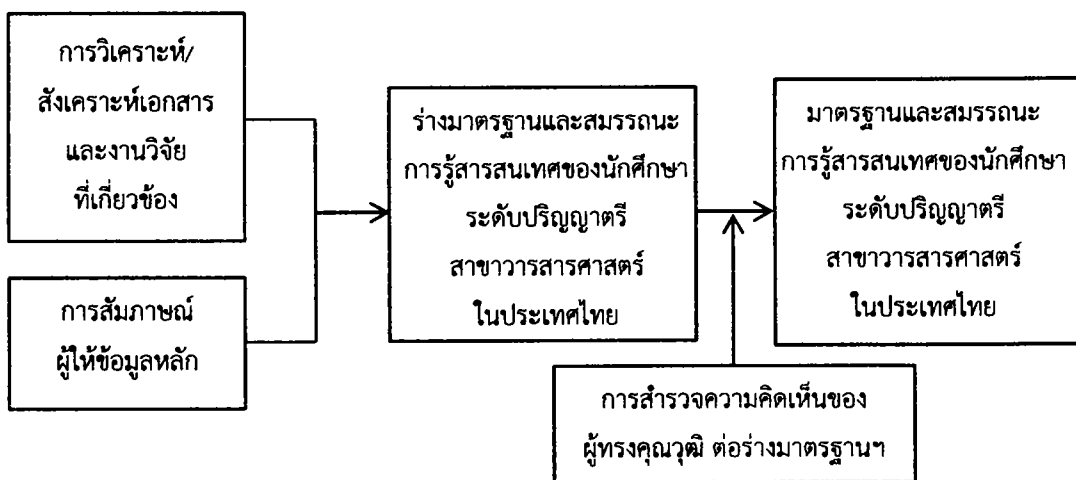 การวิเคราะห์/
สังเคราะห์เอกสาร
และงานวิจัย
ที่เกี่ยวข้อง
การสัมภาษณ์
ผู้ให้ข้อมูลหลัก
ร่างมาตรฐานและสมรรถนะ
การรู้สารสนเทศของนักศึกษา
ระดับปริญญาตรี
สาขาวารสารศาสตร์
ในประเทศไทย
มาตรฐานและสมรรถนะ
การรู้สารสนเทศของนักศึกษา
ระดับปริญญาตรี
สาขาวารสารศาสตร์
ในประเทศไทย
การสำรวจความคิดเห็นของ
ผู้ทรงคุณวุฒิ ต่อร่างมาตรฐานฯ